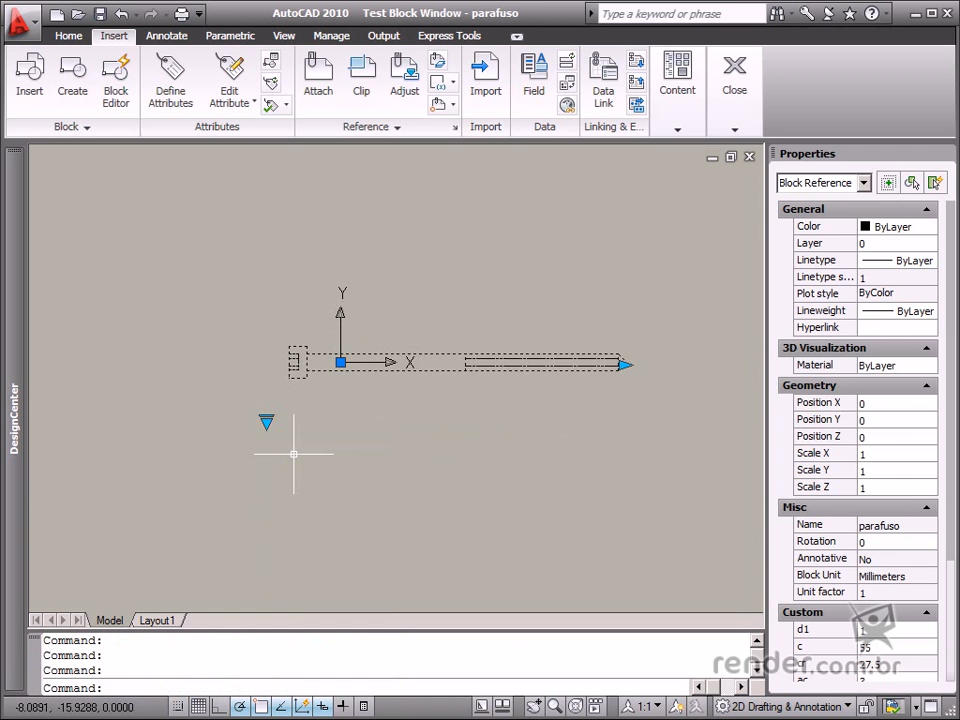 AutoCAD 2010 Test Block Window - parafuso
Type a keyword or phrase
Home Insert Annotate Parametric View Manage Output Express Tools
Insert Create Block Editor
Define Attributes Edit Attribute
Attach Clip Adjust
Import
Field
Data Link
Content
Close
Block Attributes Reference Import Data Linking & E...
Properties
Block Reference
General
Color ByLayer
Layer 0
Linetype ByLayer
Linetype s... 1
Plot style ByColor
Lineweight ByLayer
Hyperlink
3D Visualization
Material ByLayer
Geometry
Position X 0
Position Y 0
Position Z 0
Scale X 1
Scale Y 1
Scale Z 1
Misc
Name parafuso
Rotation 0
Annotative No
Block Unit Millimeters
Unit factor 1
Custom
d1 1
c 55
cr 27.5
Y
X
DesignCenter
Model Layout1
Command:
Command:
Command:
Command:
render.com.br
-8.0891, -15.9288, 0.0000
1:1
2D Drafting & Annotation